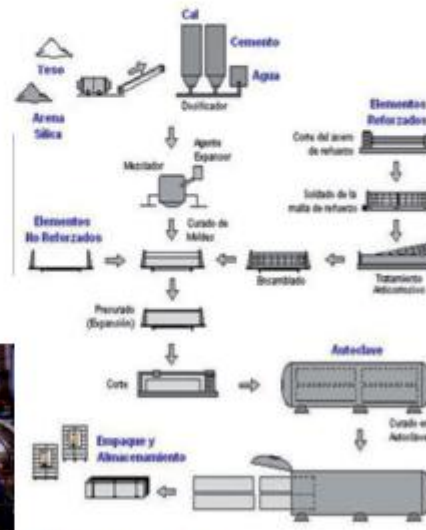 Cal
Cemento
Yeso
Agua
Arena
Sílica
Dosificador
Elementos
Reforzados
Corte del acero
de refuerzo
Agente
Expansor
Mezclador
Soldado de la
malla de refuerzo
Elementos
No Reforzados
Curado de
Moldes
Ensamblado
Tratamiento
Anticorrosivo
Precurado
(Expansión)
Autoclave
Corte
Curado en
Autoclave
Empaque y
Almacenamiento